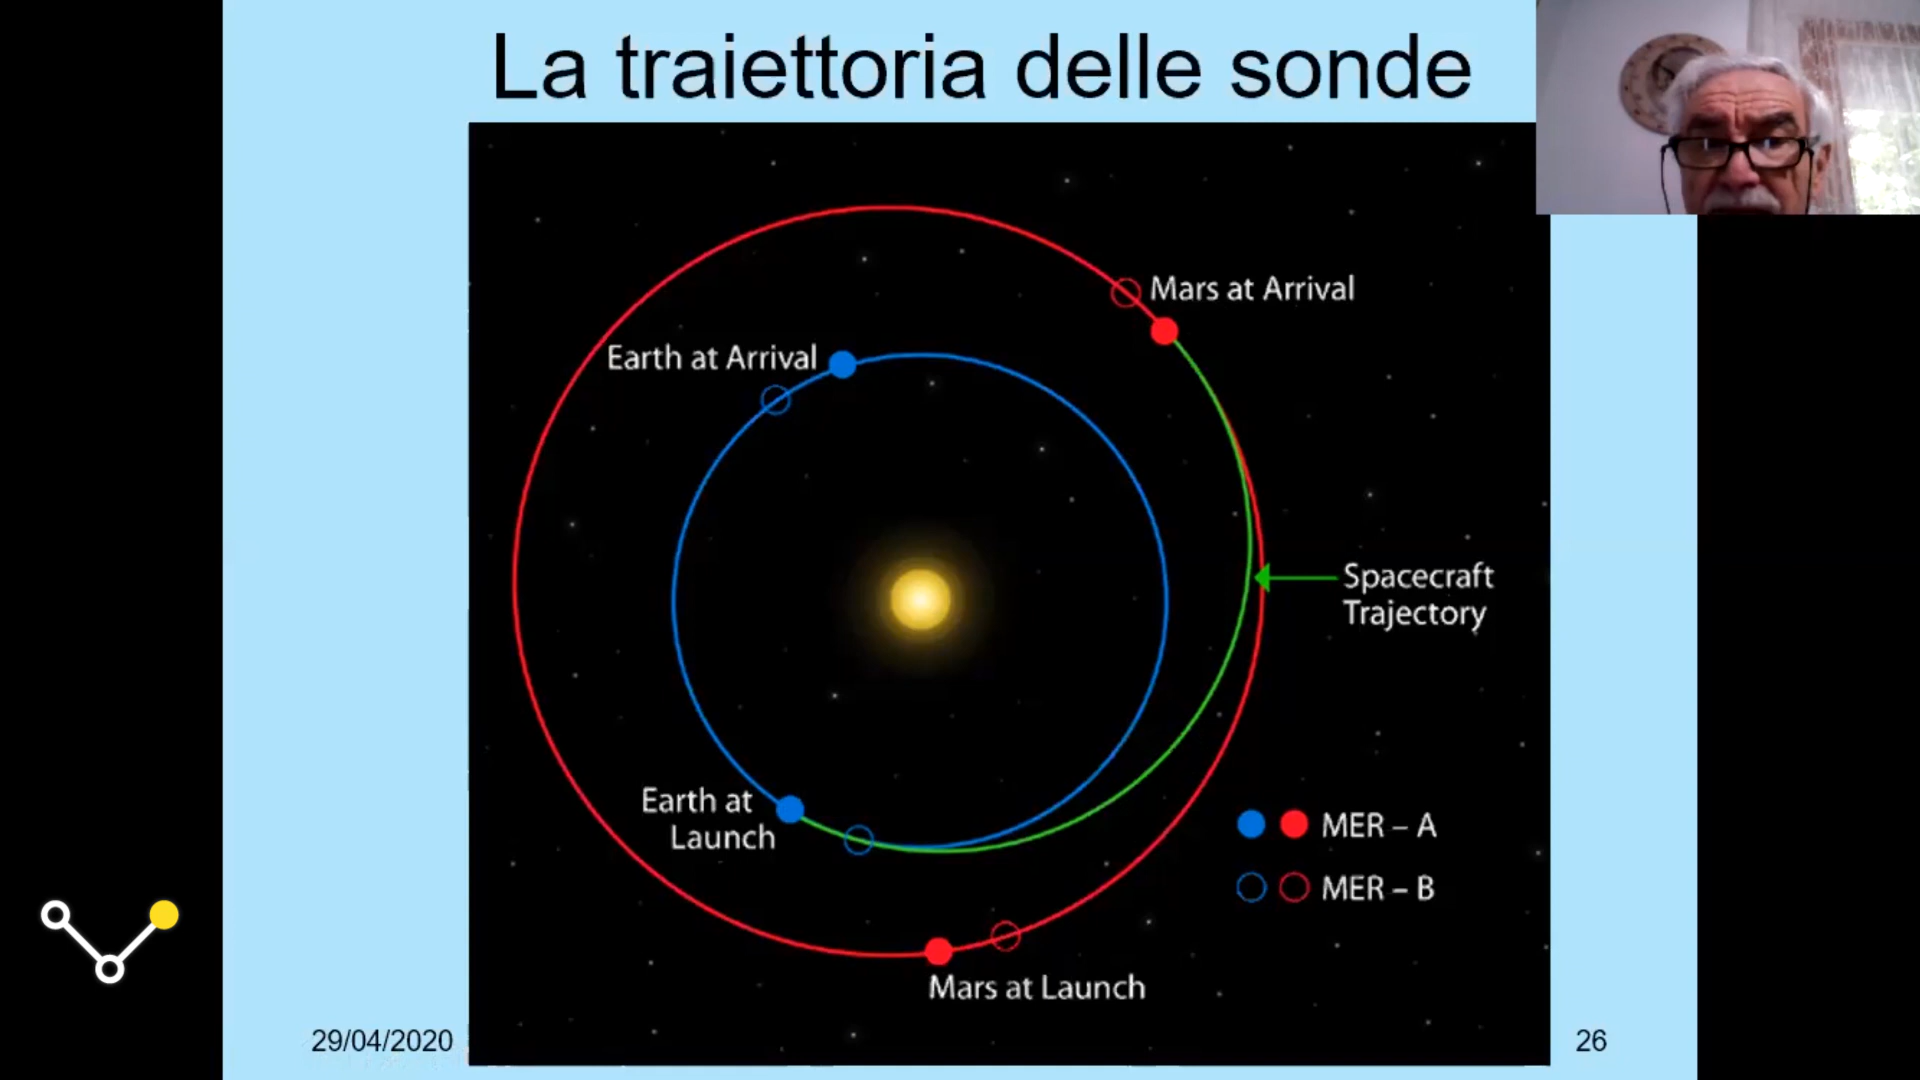 La traiettoria delle sonde
Mars at Arrival
Earth at Arrival
Spacecraft
Trajectory
Earth at
Launch
MER – A
MER – B
Mars at Launch
29/04/2020
26